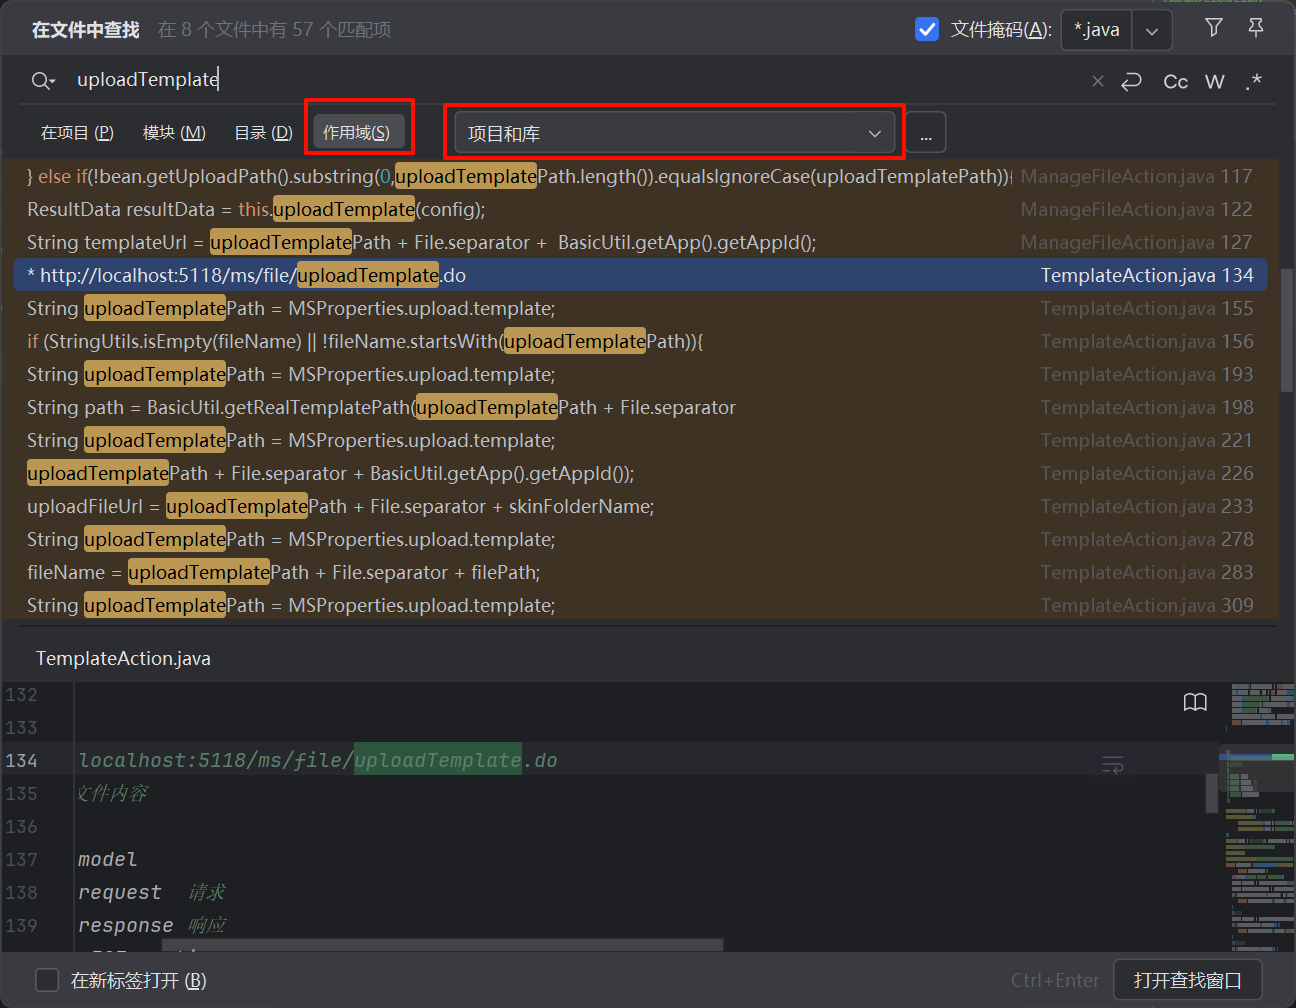 在文件中查找 在 8 个文件中有 57 个匹配项 文件掩码(A): *.java
uploadTemplate Cc W .*
在项目 (P) 模块 (M) 目录 (D) 作用域(S) 项目和库 ...
} else if(!bean.getUploadPath().substring(0,uploadTemplatePath.length()).equalsIgnoreCase(uploadTemplatePath)){ ManageFileAction.java 117
ResultData resultData = this.uploadTemplate(config); ManageFileAction.java 122
String templateUrl = uploadTemplatePath + File.separator + BasicUtil.getApp().getAppId(); ManageFileAction.java 127
* http://localhost:5118/ms/file/uploadTemplate.do TemplateAction.java 134
String uploadTemplatePath = MSProperties.upload.template; TemplateAction.java 155
if (StringUtils.isEmpty(fileName) || !fileName.startsWith(uploadTemplatePath)){ TemplateAction.java 156
String uploadTemplatePath = MSProperties.upload.template; TemplateAction.java 193
String path = BasicUtil.getRealTemplatePath(uploadTemplatePath + File.separator TemplateAction.java 198
String uploadTemplatePath = MSProperties.upload.template; TemplateAction.java 221
uploadTemplatePath + File.separator + BasicUtil.getApp().getAppId()); TemplateAction.java 226
uploadFileUrl = uploadTemplatePath + File.separator + skinFolderName; TemplateAction.java 233
String uploadTemplatePath = MSProperties.upload.template; TemplateAction.java 278
fileName = uploadTemplatePath + File.separator + filePath; TemplateAction.java 283
String uploadTemplatePath = MSProperties.upload.template; TemplateAction.java 309
TemplateAction.java
132
133
134 localhost:5118/ms/file/uploadTemplate.do
135 文件内容
136
137 model
138 request 请求
139 response 响应
在新标签打开 (B) Ctrl+Enter 打开查找窗口